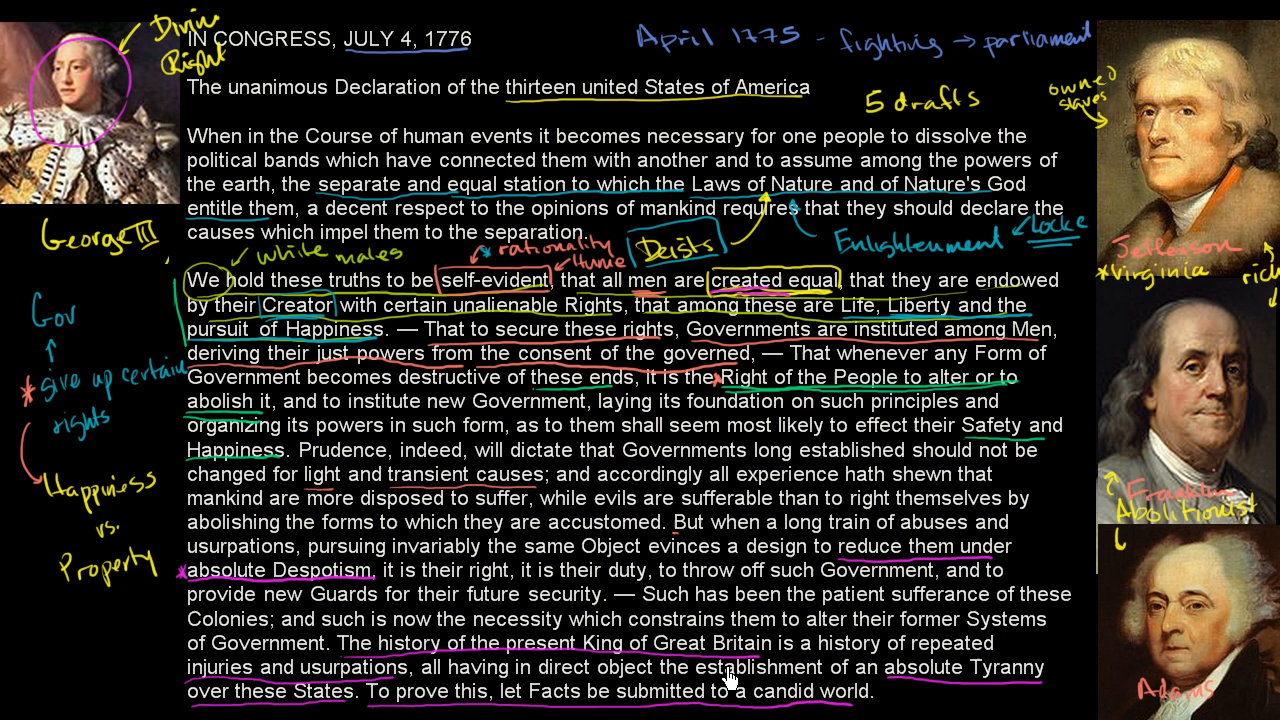 Divine
Right
IN CONGRESS, JULY 4, 1776
April 1775 - fighting → parliament
The unanimous Declaration of the thirteen united States of America
5 drafts
owned
slaves
When in the Course of human events it becomes necessary for one people to dissolve the
political bands which have connected them with another and to assume among the powers of
the earth, the separate and equal station to which the Laws of Nature and of Nature's God
entitle them, a decent respect to the opinions of mankind requires that they should declare the
causes which impel them to the separation.
George III
white males
rationality
Hume
Deists
Enlightenment
Locke
Jefferson
*Virginia
rich
We hold these truths to be self-evident, that all men are created equal, that they are endowed
by their Creator with certain unalienable Rights, that among these are Life, Liberty and the
pursuit of Happiness. — That to secure these rights, Governments are instituted among Men,
deriving their just powers from the consent of the governed, — That whenever any Form of
Government becomes destructive of these ends, it is the Right of the People to alter or to
abolish it, and to institute new Government, laying its foundation on such principles and
organizing its powers in such form, as to them shall seem most likely to effect their Safety and
Happiness. Prudence, indeed, will dictate that Governments long established should not be
changed for light and transient causes; and accordingly all experience hath shewn that
mankind are more disposed to suffer, while evils are sufferable than to right themselves by
abolishing the forms to which they are accustomed. But when a long train of abuses and
usurpations, pursuing invariably the same Object evinces a design to reduce them under
absolute Despotism, it is their right, it is their duty, to throw off such Government, and to
provide new Guards for their future security. — Such has been the patient sufferance of these
Colonies; and such is now the necessity which constrains them to alter their former Systems
of Government. The history of the present King of Great Britain is a history of repeated
injuries and usurpations, all having in direct object the establishment of an absolute Tyranny
over these States. To prove this, let Facts be submitted to a candid world.
Gov
* give up certain
rights
Happiness
vs.
Property
Franklin
Abolitionist
Adams